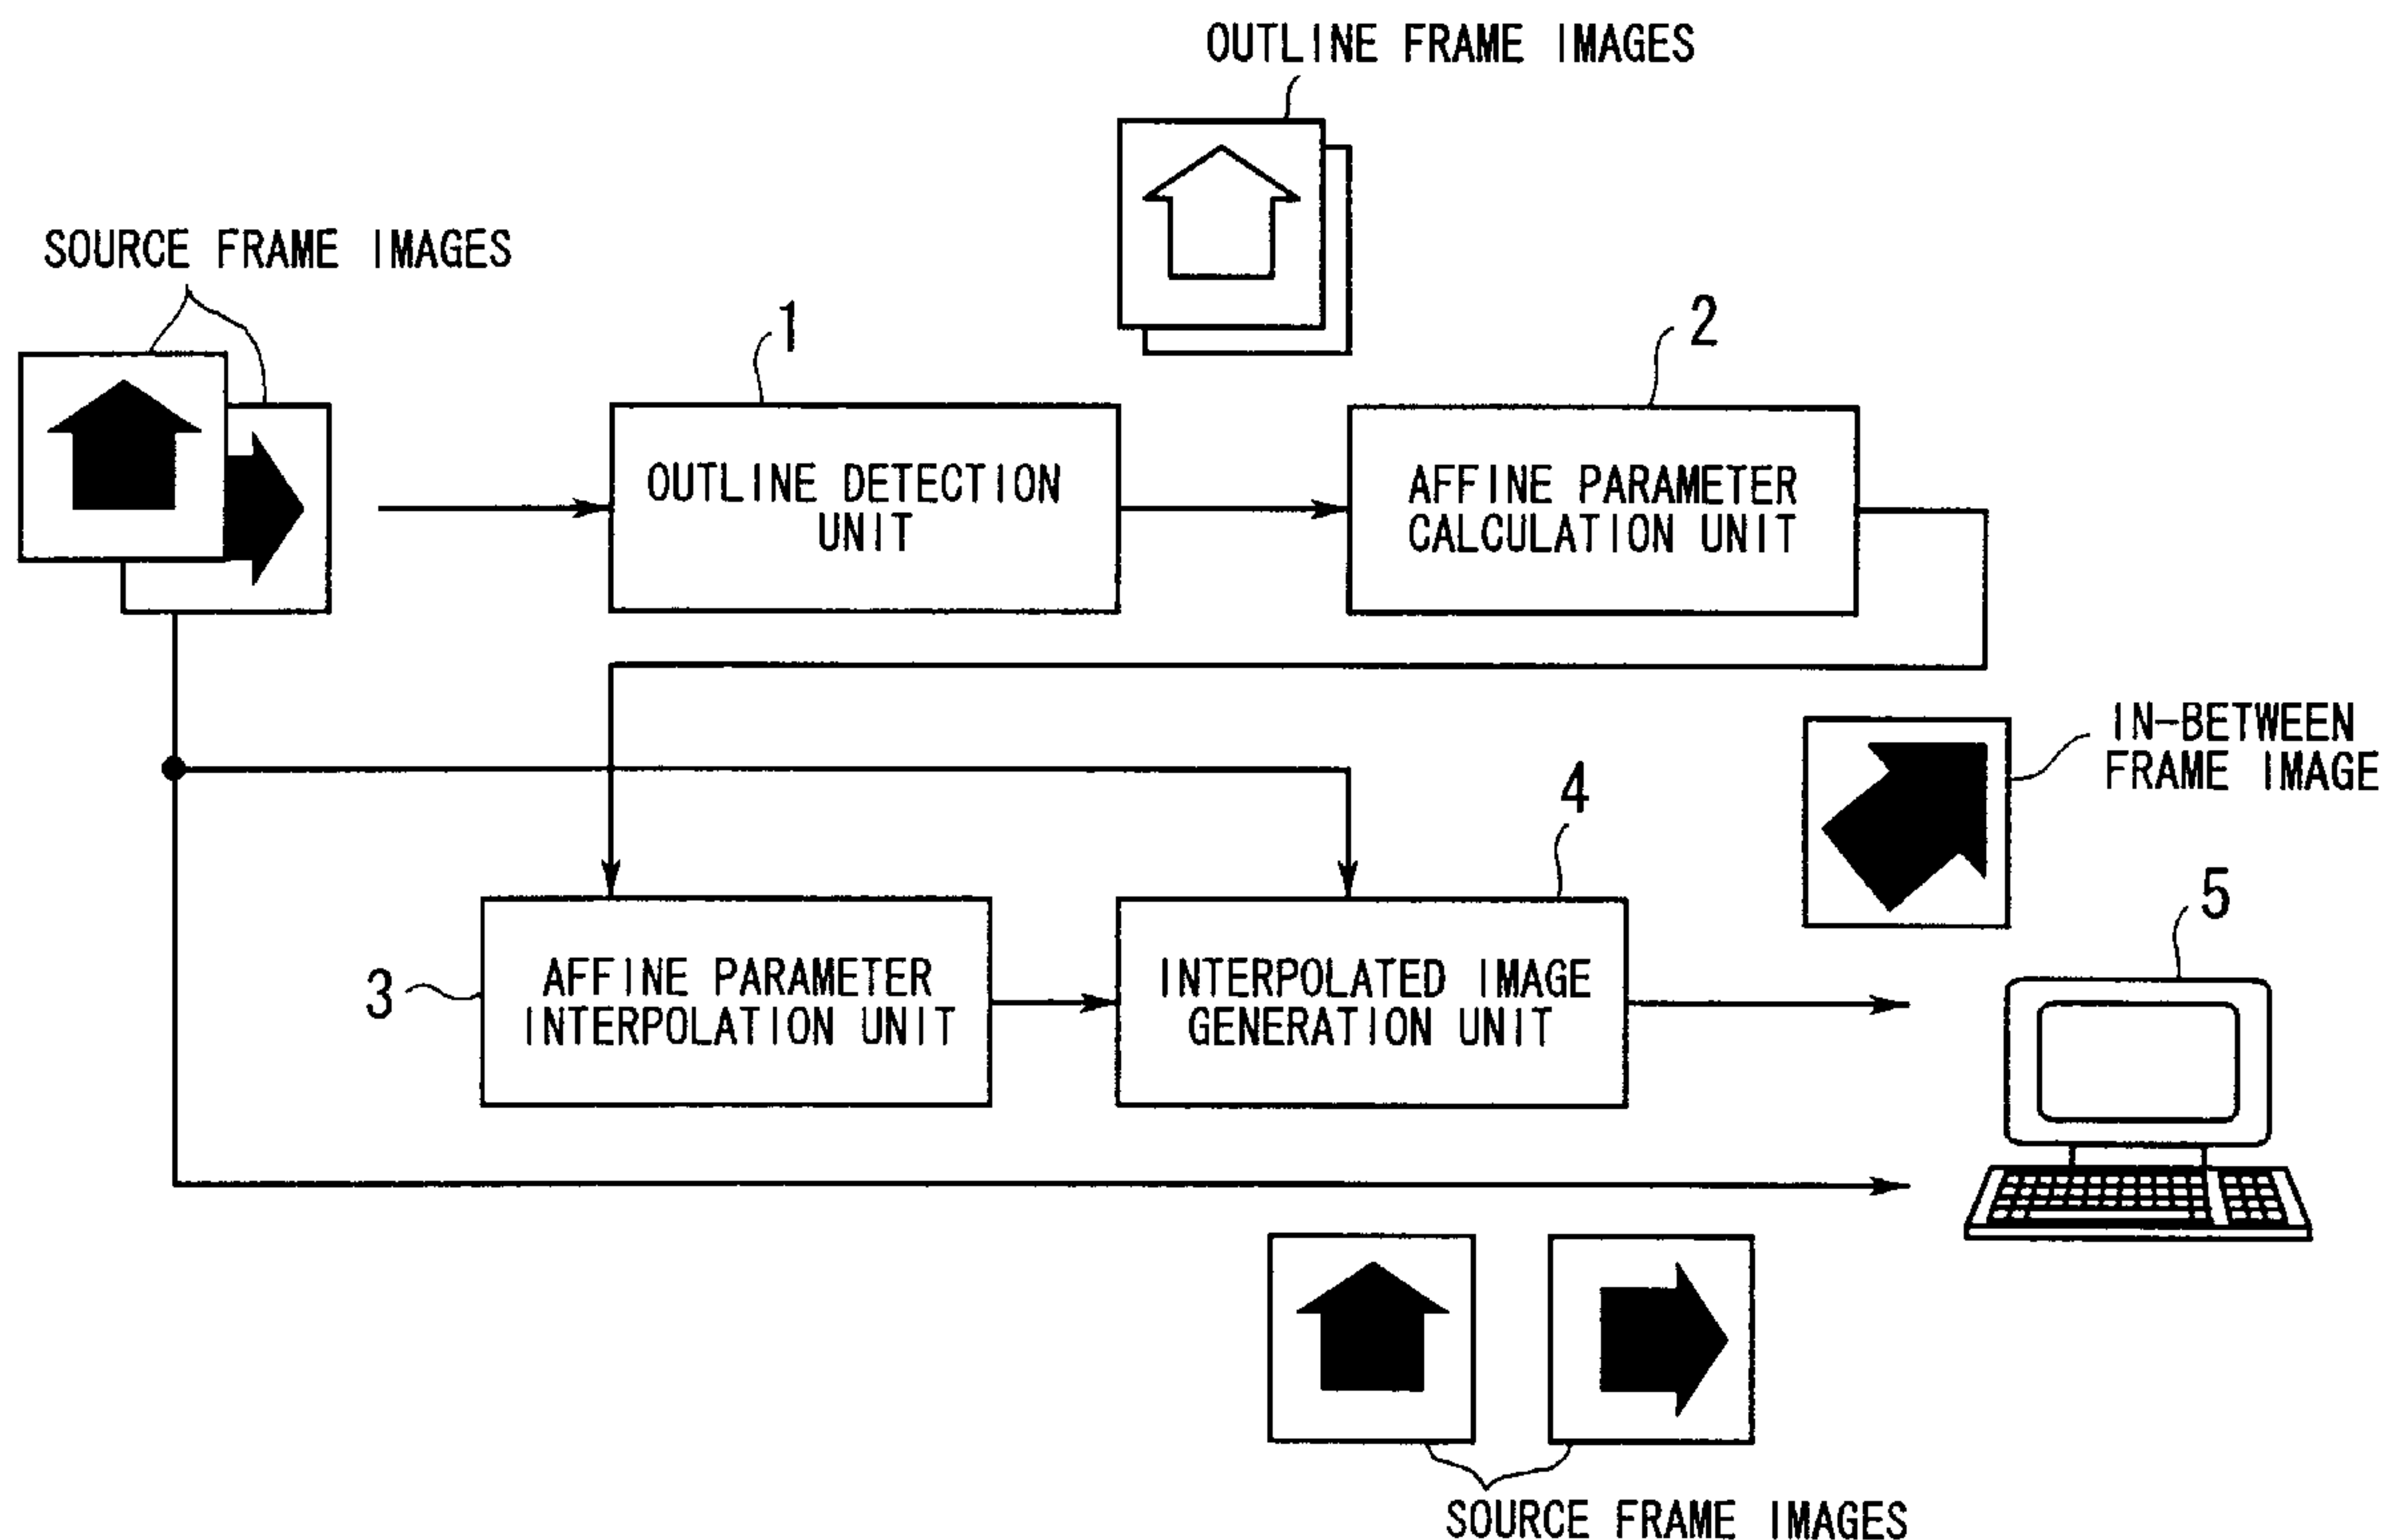 OUTLINE FRAME IMAGES
SOURCE FRAME IMAGES
1
2
OUTLINE DETECTION
UNIT
AFFINE PARAMETER
CALCULATION UNIT
IN-BETWEEN
FRAME IMAGE
4
5
3
AFFINE PARAMETER
INTERPOLATION UNIT
INTERPOLATED IMAGE
GENERATION UNIT
SOURCE FRAME IMAGES